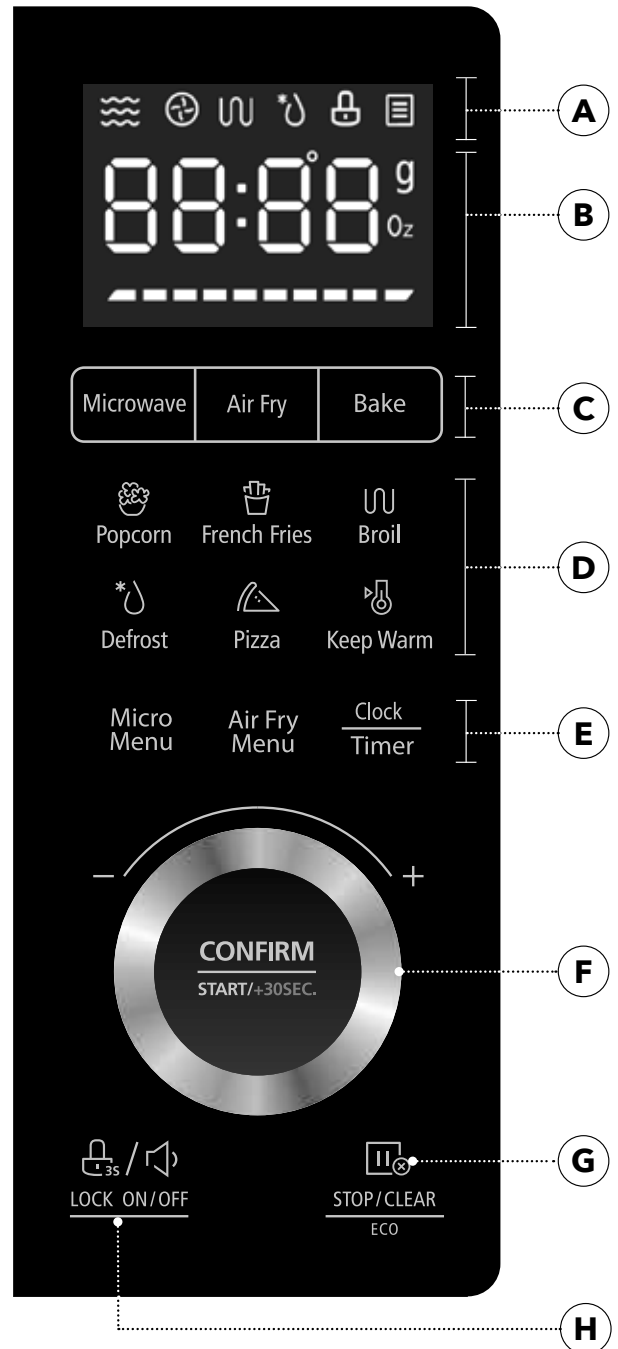 A
88:88° g
Oz
B
Microwave Air Fry Bake
C
Popcorn French Fries Broil
D
Defrost Pizza Keep Warm
Micro Menu
Air Fry Menu
Clock
Timer
E
− +
CONFIRM
START/+30SEC.
F
3s /
G
LOCK ON/OFF STOP/CLEAR
ECO
H